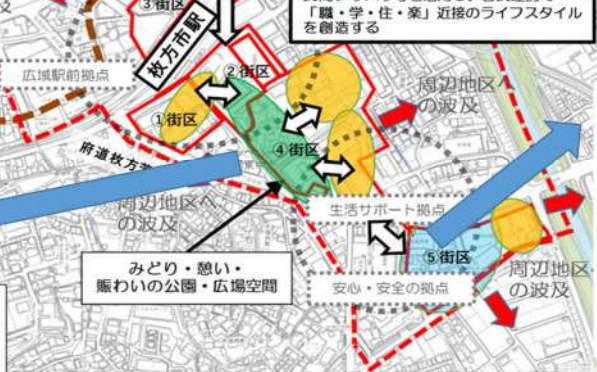 ③街区
「職・学・住・楽」近接のライフスタイル
を創造する
枚方市駅
広域駅前拠点
②街区
周辺地区へ
の波及
①街区
④街区
府道枚方
周辺地区へ
の波及
生活サポート拠点
⑤街区
みどり・憩い・
賑わいの公園・広場空間
安心・安全の拠点
周辺地区へ
の波及